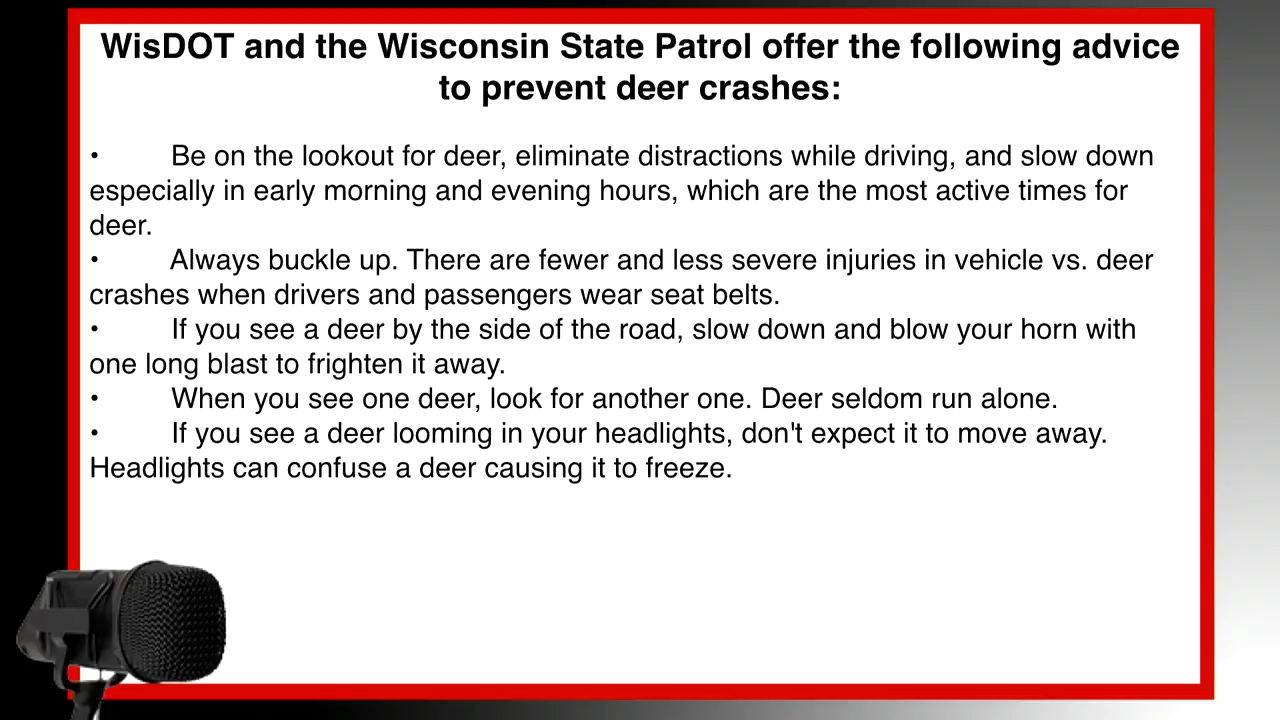 WisDOT and the Wisconsin State Patrol offer the following advice
to prevent deer crashes:
• Be on the lookout for deer, eliminate distractions while driving, and slow down
especially in early morning and evening hours, which are the most active times for
deer.
• Always buckle up. There are fewer and less severe injuries in vehicle vs. deer
crashes when drivers and passengers wear seat belts.
• If you see a deer by the side of the road, slow down and blow your horn with
one long blast to frighten it away.
• When you see one deer, look for another one. Deer seldom run alone.
• If you see a deer looming in your headlights, don't expect it to move away.
Headlights can confuse a deer causing it to freeze.